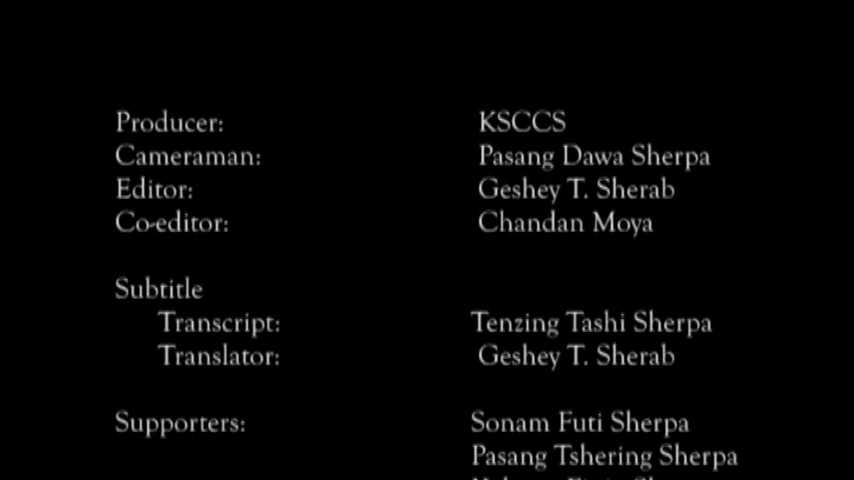 Producer: KSCCS
Cameraman: Pasang Dawa Sherpa
Editor: Geshey T. Sherab
Co-editor: Chandan Moya
Subtitle
Transcript: Tenzing Tashi Sherpa
Translator: Geshey T. Sherab
Supporters: Sonam Futi Sherpa
Pasang Tshering Sherpa